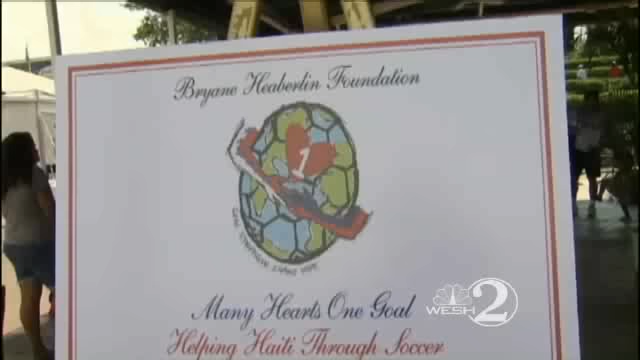 Bryane Heaberlin Foundation
1
Many Hearts One Goal
WESH 2
Helping Haiti Through Soccer